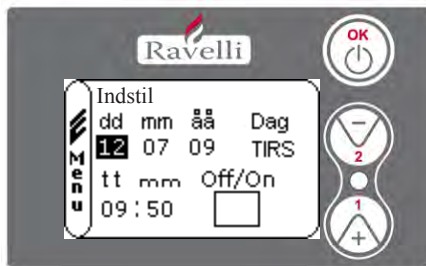 Ravelli
OK
Indstil
dd mm åå Dag
12 07 09 TIRS
tt mm Off/On
09:50
Menu
2
1